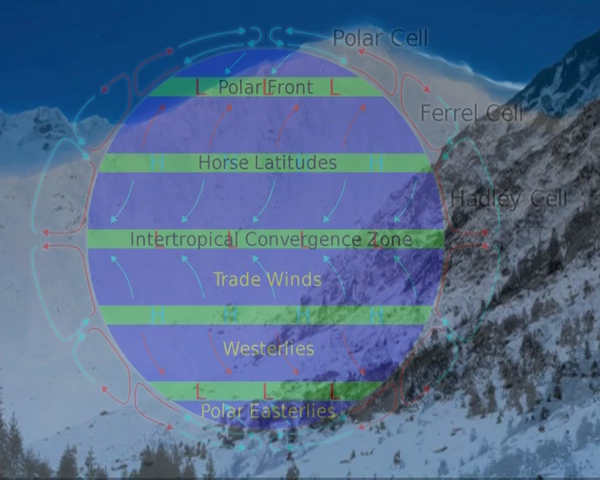 Polar Cell
L Polar Front L L
Ferrel Cell
H Horse Latitudes H H
Hadley Cell
L Intertropical Convergence Zone L L L
Trade Winds
H H H H
Westerlies
L L L
Polar Easterlies